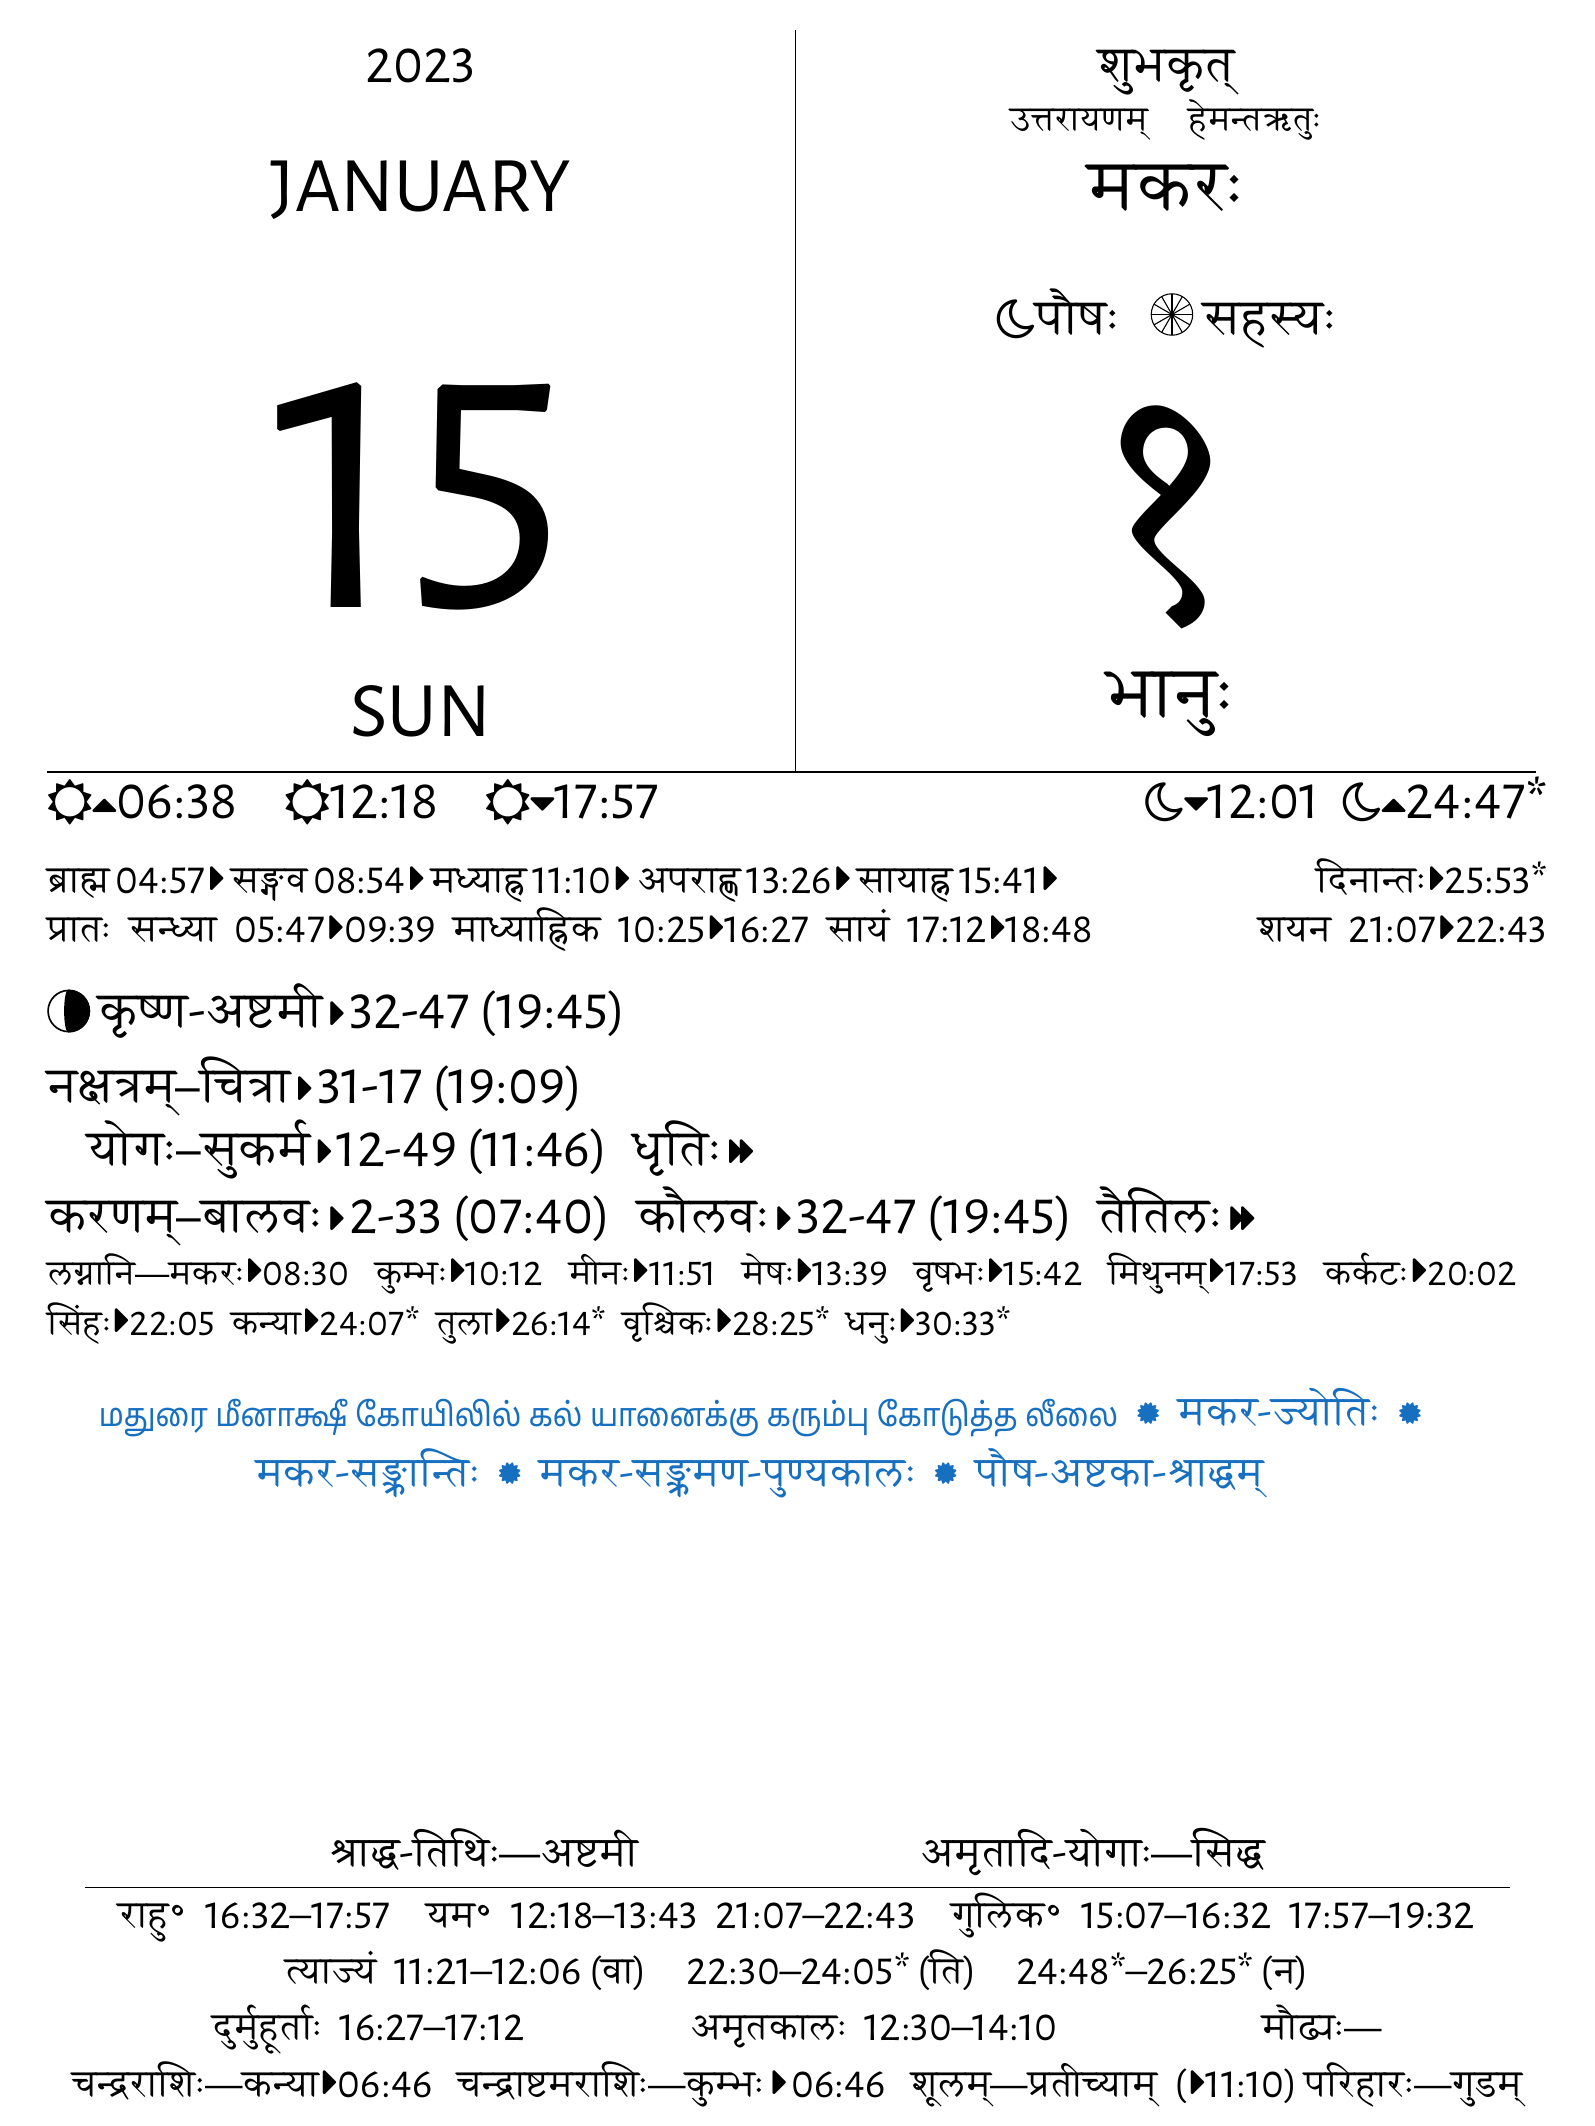 2023
JANUARY
15
SUN
शुभकृत्
उत्तरायणम् हेमन्तऋतुः
मकरः
पौषः सहस्यः
१
भानुः
06:38 12:18 17:57 12:01 24:47*
ब्राह्म 04:57 सङ्गव 08:54 मध्याह्न 11:10 अपराह्ण 13:26 सायाह्न 15:41 दिनान्तः 25:53*
प्रातः सन्ध्या 05:47 09:39 माध्याह्निक 10:25 16:27 सायं 17:12 18:48 शयन 21:07 22:43
कृष्ण-अष्टमी 32-47 (19:45)
नक्षत्रम्–चित्रा 31-17 (19:09)
योगः–सुकर्म 12-49 (11:46) धृतिः
करणम्–बालवः 2-33 (07:40) कौलवः 32-47 (19:45) तैतिलः
लग्नानि—मकरः 08:30 कुम्भः 10:12 मीनः 11:51 मेषः 13:39 वृषभः 15:42 मिथुनम् 17:53 कर्कटः 20:02
सिंहः 22:05 कन्या 24:07* तुला 26:14* वृश्चिकः 28:25* धनुः 30:33*
மதுரை மீனாக்ஷீ கோயிலில் கல் யானைக்கு கரும்பு கோடுத்த லீலை मकर-ज्योतिः
मकर-सङ्क्रान्तिः मकर-सङ्क्रमण-पुण्यकालः पौष-अष्टका-श्राद्धम्
श्राद्ध-तिथिः—अष्टमी अमृतादि-योगाः—सिद्ध
राहु॰ 16:32–17:57 यम॰ 12:18–13:43 21:07–22:43 गुलिक॰ 15:07–16:32 17:57–19:32
त्याज्यं 11:21–12:06 (वा) 22:30–24:05* (ति) 24:48*–26:25* (न)
दुर्मुहूर्ताः 16:27–17:12 अमृतकालः 12:30–14:10 मौढ्यः—
चन्द्रराशिः—कन्या 06:46 चन्द्राष्टमराशिः—कुम्भः 06:46 शूलम्—प्रतीच्याम् (11:10) परिहारः—गुडम्